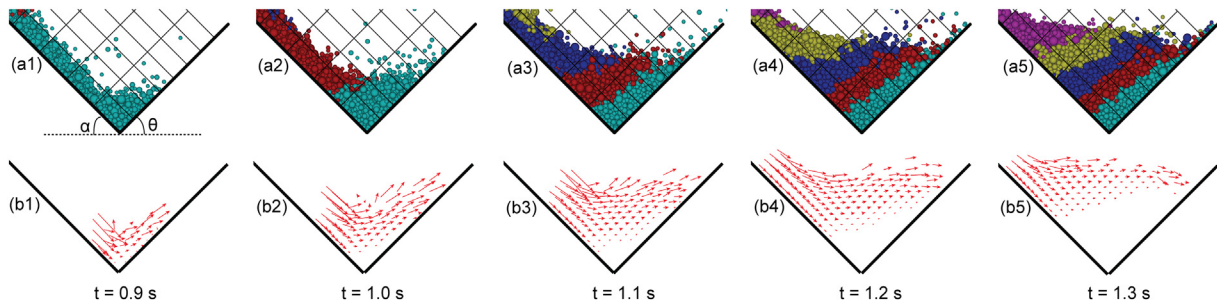 (a1) (a2) (a3) (a4) (a5)
α θ
(b1) (b2) (b3) (b4) (b5)
t = 0.9 s t = 1.0 s t = 1.1 s t = 1.2 s t = 1.3 s